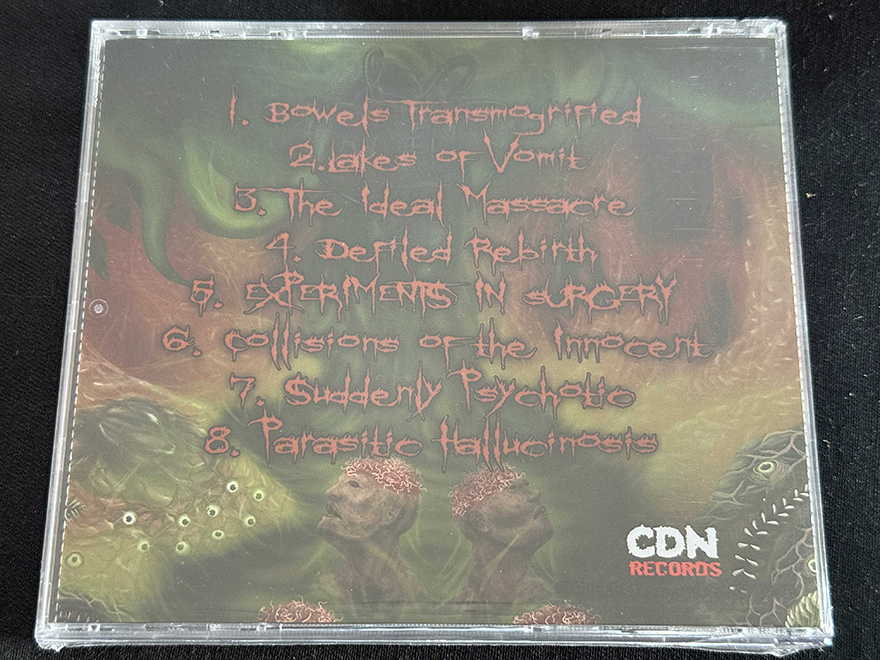 1. Bowels Transmogrified
2. Lakes of Vomit
3. The Ideal Massacre
4. Defiled Rebirth
5. EXPERIMENTS IN SURGERY
6. Collisions of the Innocent
7. Suddenly Psychotic
8. Parasitic Hallucinosis
CDN
RECORDS